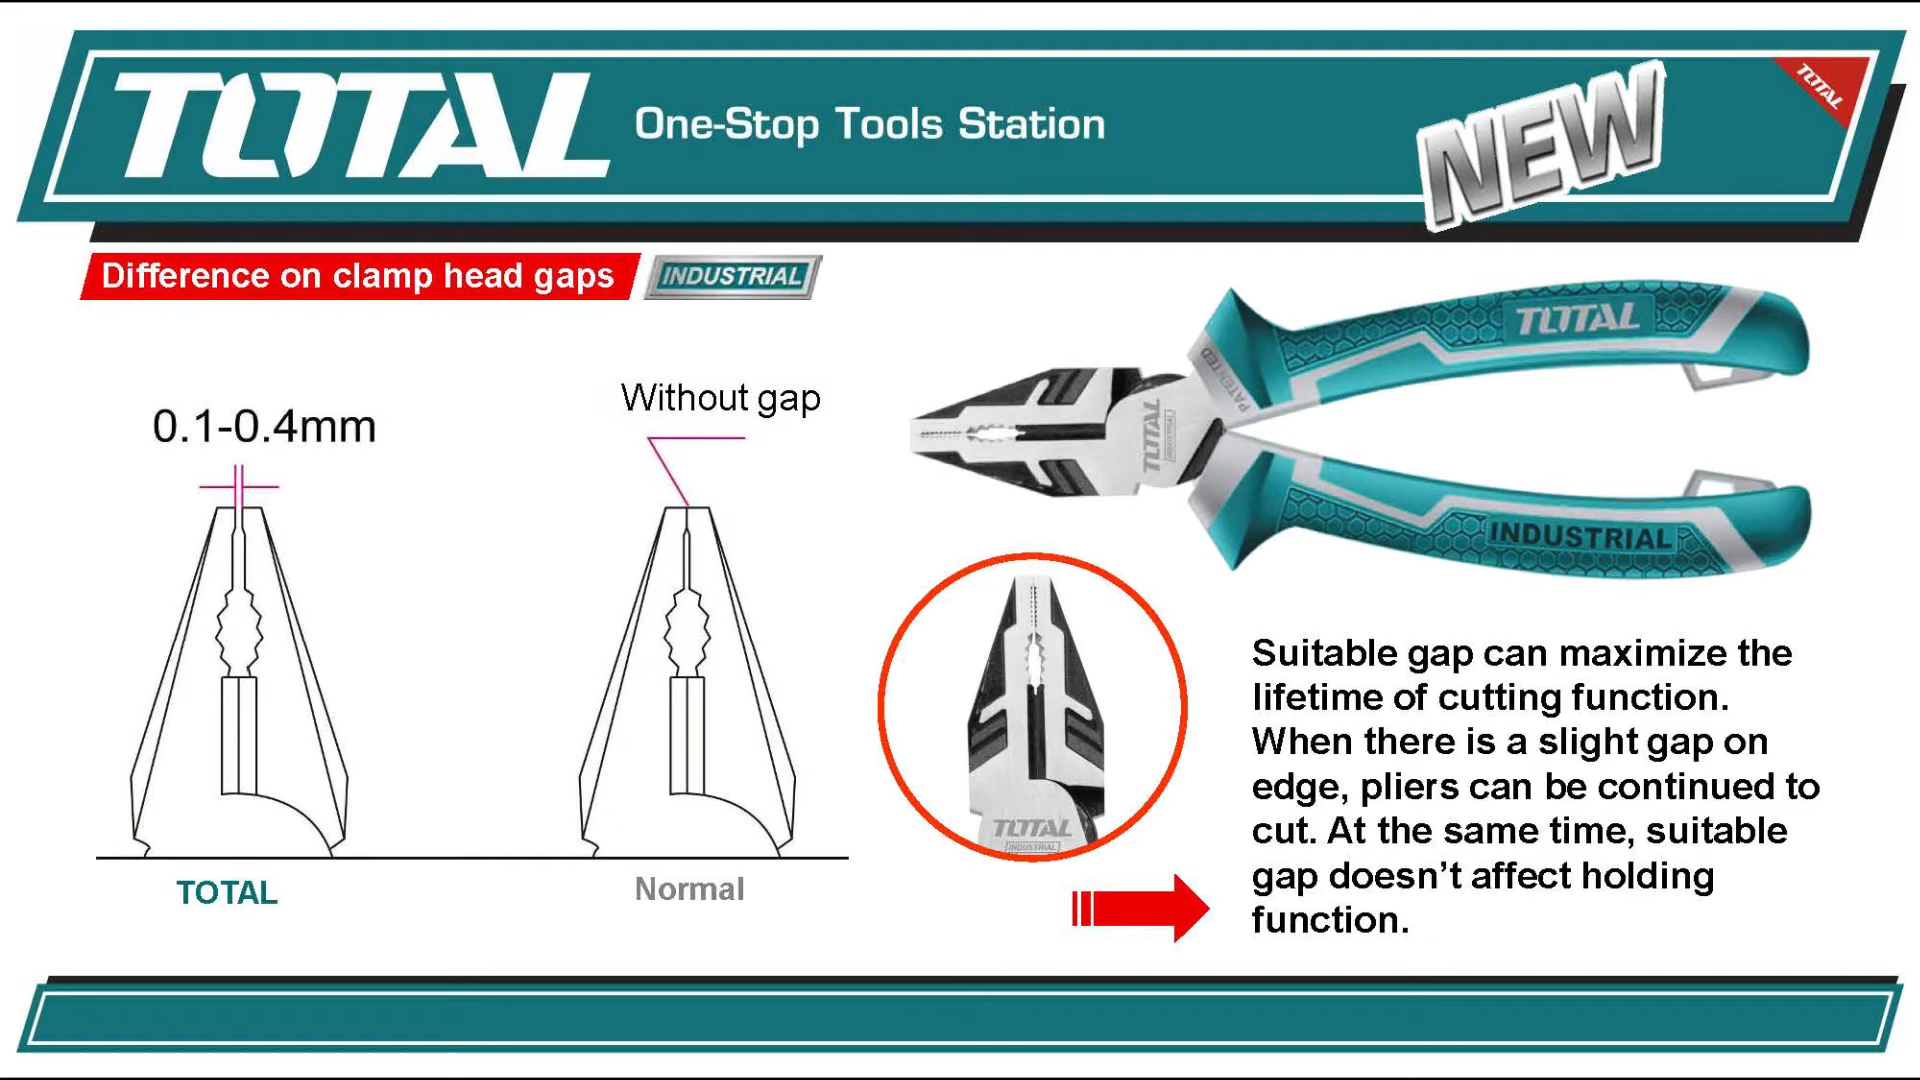 TOTAL
One-Stop Tools Station
NEW
TOTAL
Difference on clamp head gaps
INDUSTRIAL
0.1-0.4mm
Without gap
TOTAL
PATENTED
TOTAL
INDUSTRIAL
INDUSTRIAL
TOTAL
INDUSTRIAL
Suitable gap can maximize the
lifetime of cutting function.
When there is a slight gap on
edge, pliers can be continued to
cut. At the same time, suitable
gap doesn't affect holding
function.
TOTAL
Normal